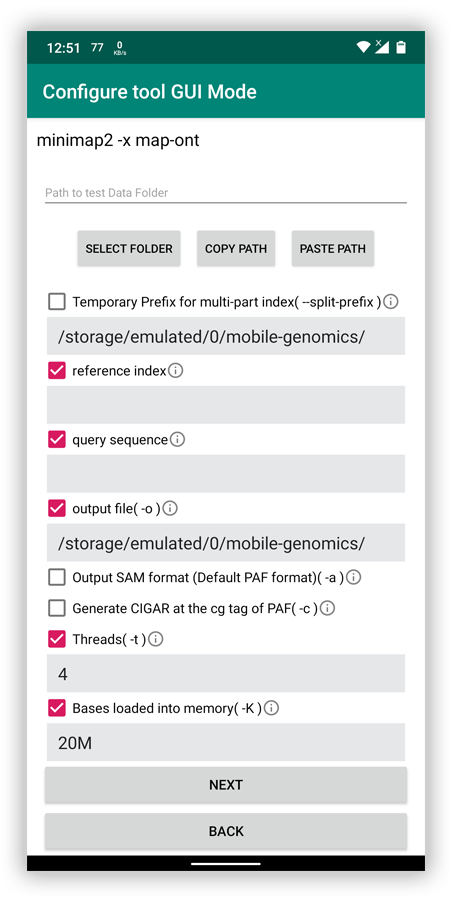 12:51 77 0 KB/s
Configure tool GUI Mode
minimap2 -x map-ont
Path to test Data Folder
SELECT FOLDER COPY PATH PASTE PATH
Temporary Prefix for multi-part index( --split-prefix )
/storage/emulated/0/mobile-genomics/
reference index
query sequence
output file( -o )
/storage/emulated/0/mobile-genomics/
Output SAM format (Default PAF format)( -a )
Generate CIGAR at the cg tag of PAF( -c )
Threads( -t )
4
Bases loaded into memory( -K )
20M
NEXT
BACK